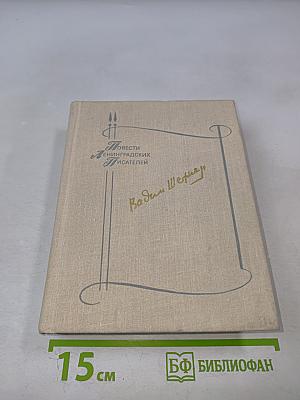 Повести
Ленинградских
Писателей
Вадим Шефнер
15 см
БФ БИБЛИОФАН